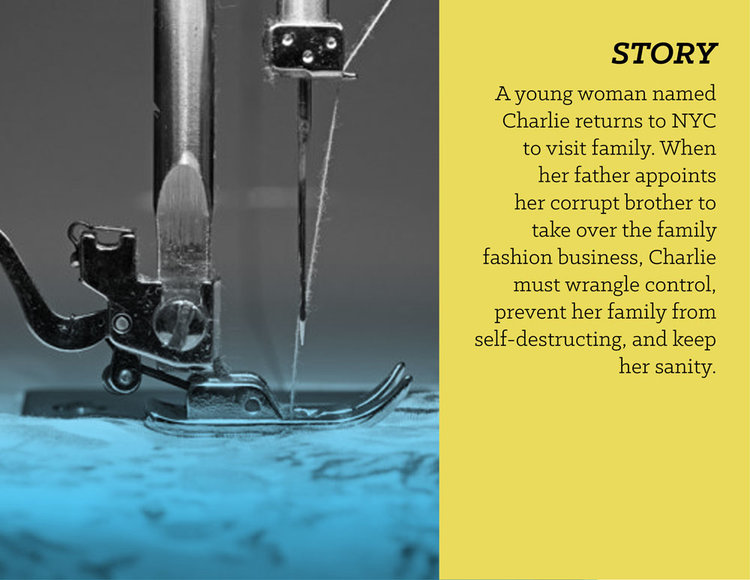 STORY
A young woman named
Charlie returns to NYC
to visit family. When
her father appoints
her corrupt brother to
take over the family
fashion business, Charlie
must wrangle control,
prevent her family from
self-destructing, and keep
her sanity.